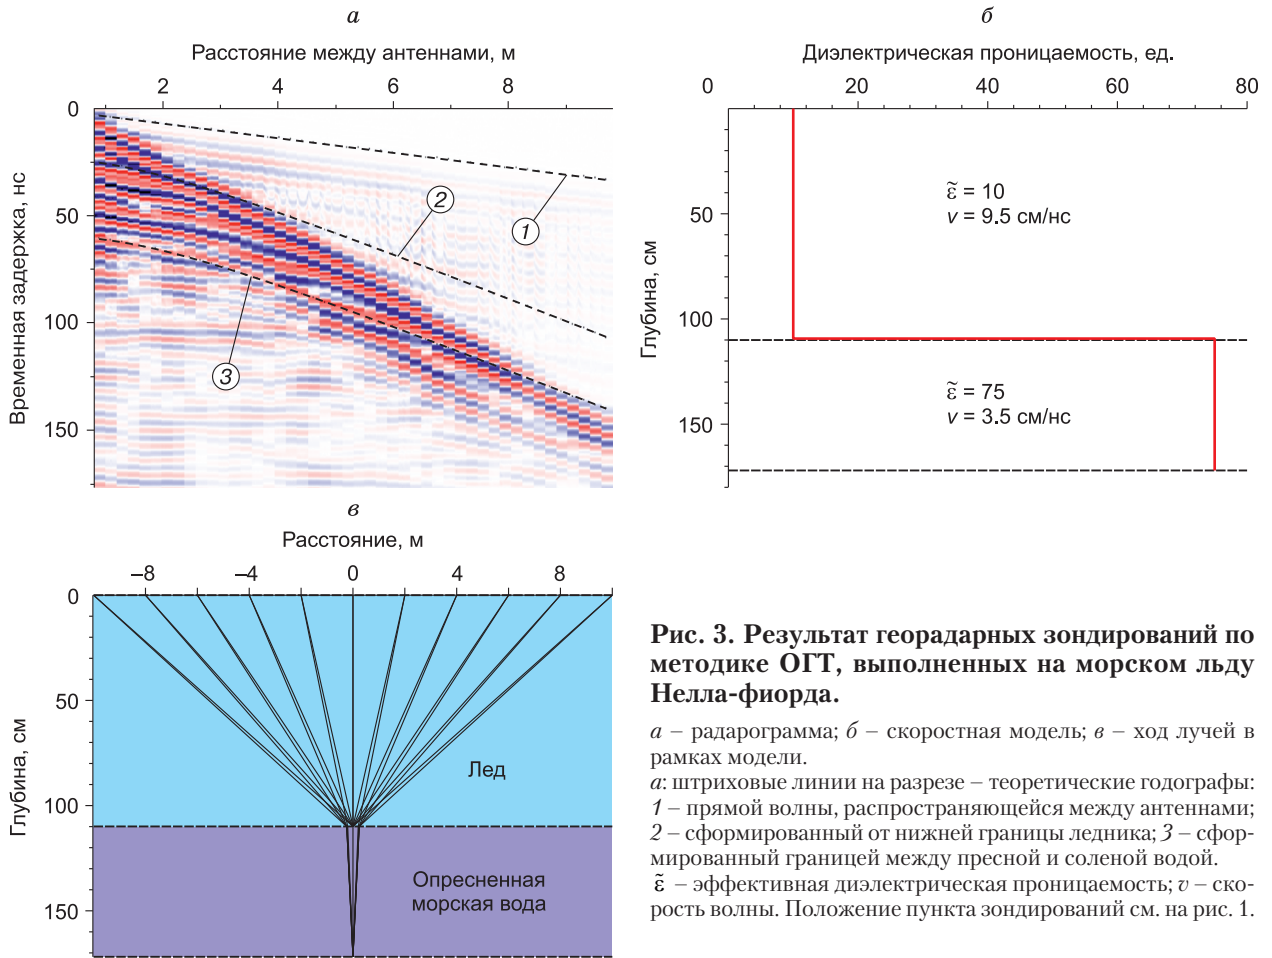 а
Расстояние между антеннами, м
2 4 6 8
0
50
100
150
Временная задержка, нс
1
2
3
б
Диэлектрическая проницаемость, ед.
0 20 40 60 80
50
100
150
Глубина, см
ε̃ = 10
v = 9.5 см/нс
ε̃ = 75
v = 3.5 см/нс
в
Расстояние, м
–8 –4 0 4 8
0
50
100
150
Глубина, см
Лед
Опресненная
морская вода
Рис. 3. Результат георадарных зондирований по
методике ОГТ, выполненных на морском льду
Нелла-фиорда.
а – радарограмма; б – скоростная модель; в – ход лучей в
рамках модели.
а: штриховые линии на разрезе – теоретические годографы:
1 – прямой волны, распространяющейся между антеннами;
2 – сформированный от нижней границы ледника; 3 – сфор-
мированный границей между пресной и соленой водой.
ε̃ – эффективная диэлектрическая проницаемость; v – ско-
рость волны. Положение пункта зондирований см. на рис. 1.